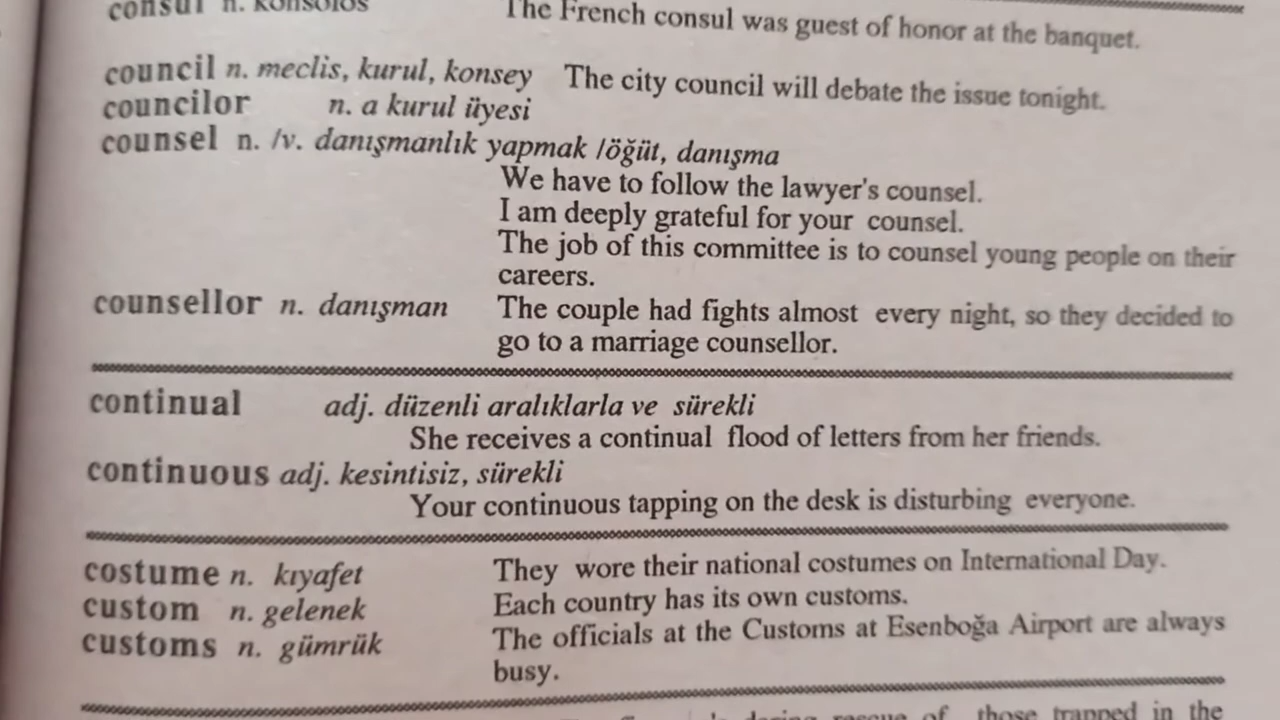 consul n. konsolos The French consul was guest of honor at the banquet.
council n. meclis, kurul, konsey The city council will debate the issue tonight.
councilor n. a kurul üyesi
counsel n. /v. danışmanlık yapmak /öğüt, danışma
We have to follow the lawyer's counsel.
I am deeply grateful for your counsel.
The job of this committee is to counsel young people on their
careers.
counsellor n. danışman The couple had fights almost every night, so they decided to
go to a marriage counsellor.
continual adj. düzenli aralıklarla ve sürekli
She receives a continual flood of letters from her friends.
continuous adj. kesintisiz, sürekli
Your continuous tapping on the desk is disturbing everyone.
costume n. kıyafet They wore their national costumes on International Day.
custom n. gelenek Each country has its own customs.
customs n. gümrük The officials at the Customs at Esenboğa Airport are always
busy.
rescue of those trapped in the